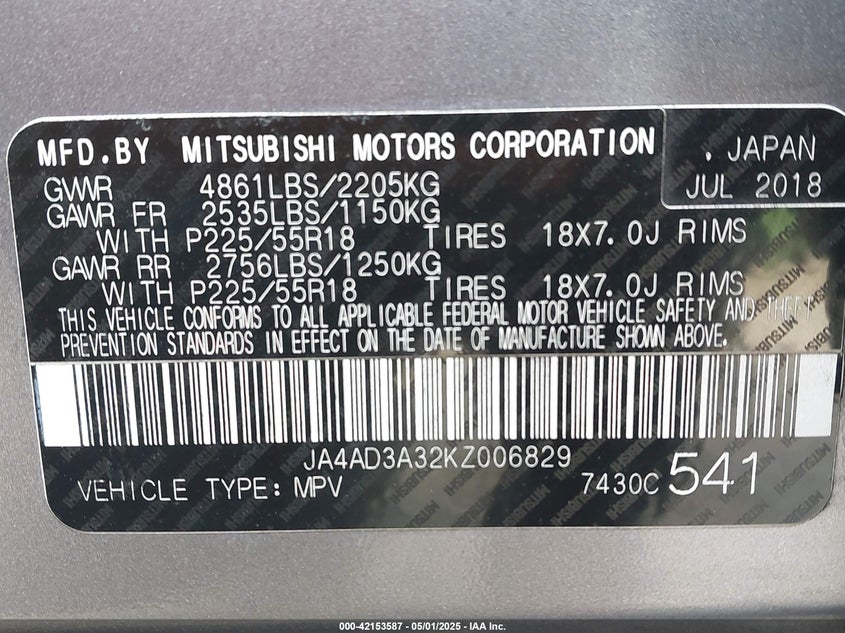 MFD.BY MITSUBISHI MOTORS CORPORATION
. JAPAN
JUL 2018
GVWR 4861LBS/2205KG
GAWR FR 2535LBS/1150KG
WITH P225/55R18 TIRES 18X7.0J RIMS
GAWR RR 2756LBS/1250KG
WITH P225/55R18 TIRES 18X7.0J RIMS
THIS VEHICLE CONFORMS TO ALL APPLICABLE FEDERAL MOTOR VEHICLE SAFETY AND THEFT
PREVENTION STANDARDS IN EFFECT ON THE DATE OF MANUFACTURE SHOWN ABOVE.
JA4AD3A32KZ006829
VEHICLE TYPE: MPV 7430C 541
000-42153587 - 05/01/2025 - IAA Inc.